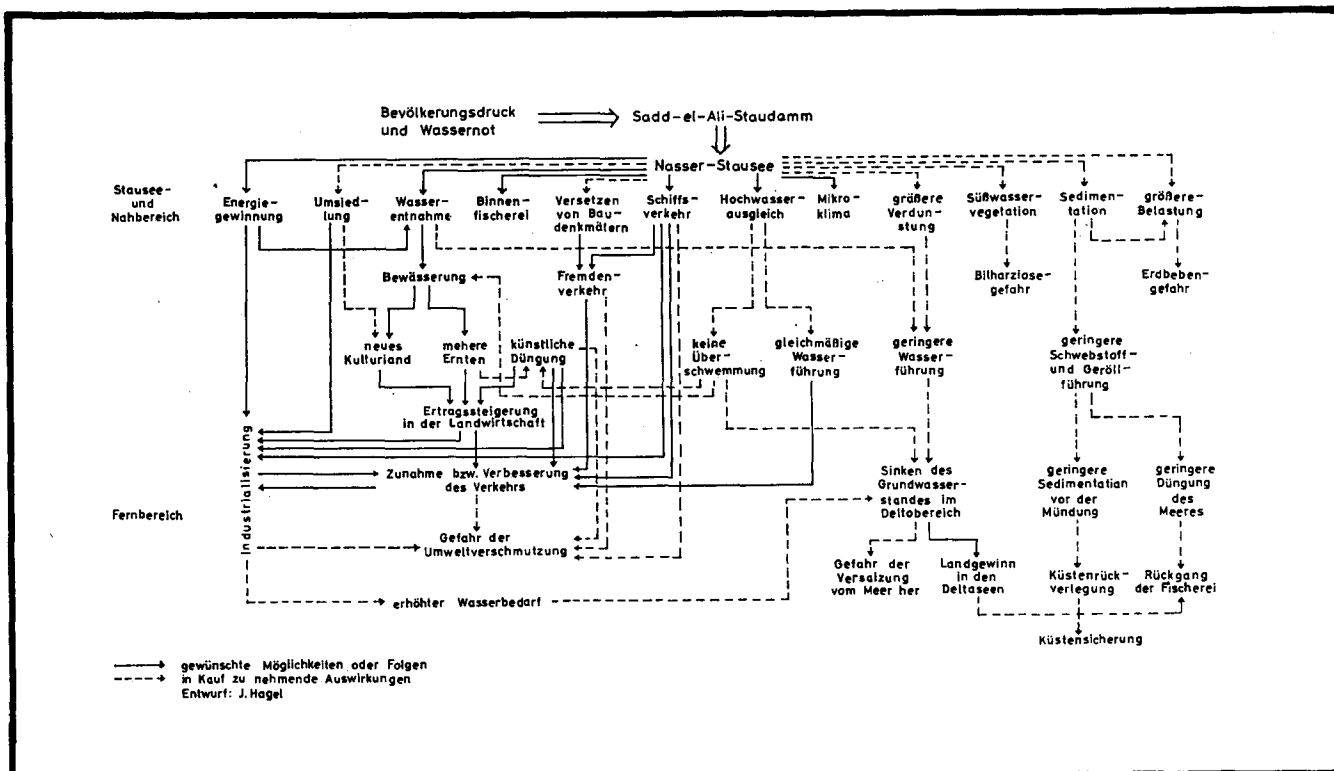 Bevölkerungsdruck
und Wassernot
Sadd-el-Ali-Staudamm
Nasser-Stausee
Stausee-
und
Nahbereich
Energie-
gewinnung
Umsied-
lung
Wasser-
entnahme
Binnen-
fischerei
Versetzen
von Bau-
denkmälern
Schiffs-
verkehr
Hochwasser-
ausgleich
Mikro-
klima
größere
Verdun-
stung
Süßwasser-
vegetation
Sedimen-
tation
größere
Belastung
Bewässerung
Fremden-
verkehr
Bilharziose-
gefahr
Erdbeben-
gefahr
neues
Kulturland
mehere
Ernten
künstliche
Düngung
keine
Über-
schwemmung
gleichmäßige
Wasser-
führung
geringere
Wasser-
führung
geringere
Schwebstoff-
und Geröll-
führung
Ertragssteigerung
in der Landwirtschaft
Industrialisierung
Zunahme bzw. Verbesserung
des Verkehrs
Sinken des
Grundwasser-
standes im
Deltabereich
geringere
Sedimentation
vor der
Mündung
geringere
Düngung
des
Meeres
Fernbereich
Gefahr der
Umweltverschmutzung
Gefahr der
Versalzung
vom Meer her
Landgewinn
in den
Deltaseen
Küstenrück-
verlegung
Rückgang
der Fischerei
erhöhter Wasserbedarf
Küstensicherung
gewünschte Möglichkeiten oder Folgen
in Kauf zu nehmende Auswirkungen
Entwurf: J. Hagel